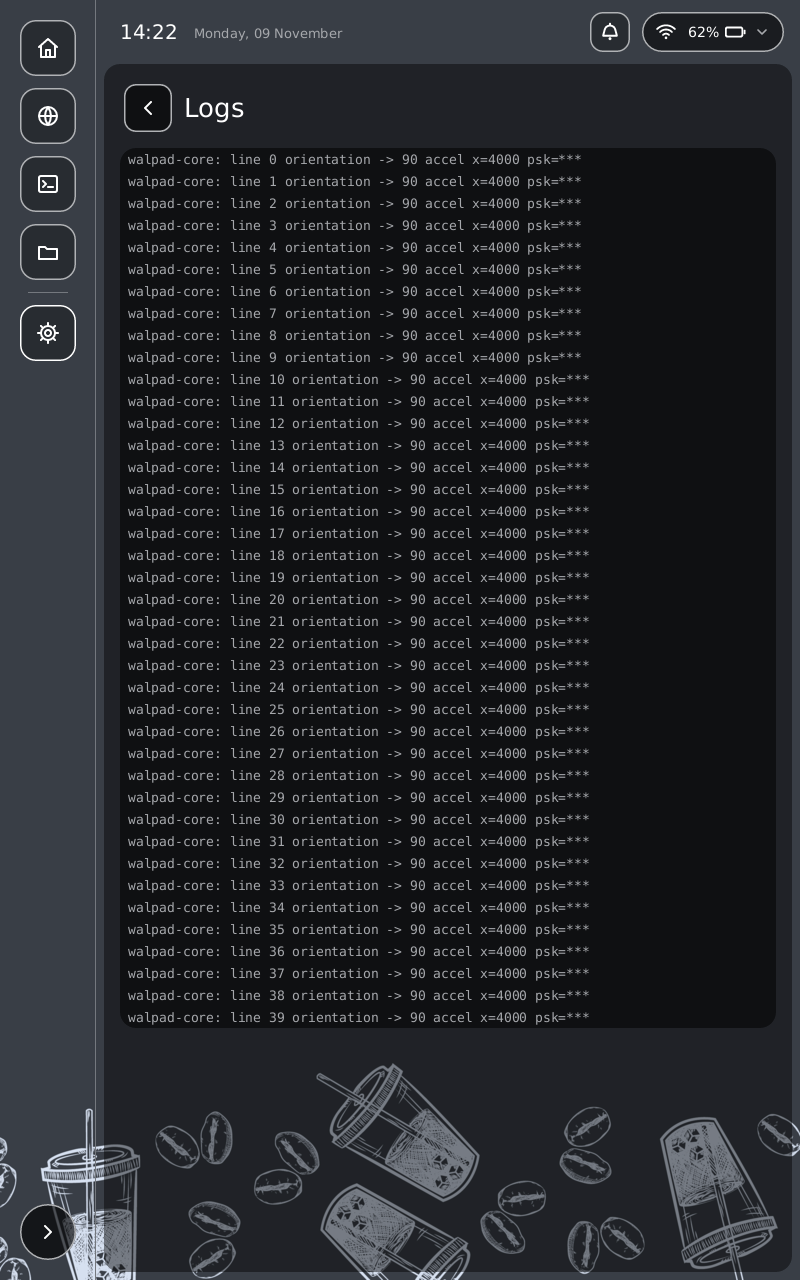 14:22 Monday, 09 November 62%
Logs
walpad-core: line 0 orientation -> 90 accel x=4000 psk=***
walpad-core: line 1 orientation -> 90 accel x=4000 psk=***
walpad-core: line 2 orientation -> 90 accel x=4000 psk=***
walpad-core: line 3 orientation -> 90 accel x=4000 psk=***
walpad-core: line 4 orientation -> 90 accel x=4000 psk=***
walpad-core: line 5 orientation -> 90 accel x=4000 psk=***
walpad-core: line 6 orientation -> 90 accel x=4000 psk=***
walpad-core: line 7 orientation -> 90 accel x=4000 psk=***
walpad-core: line 8 orientation -> 90 accel x=4000 psk=***
walpad-core: line 9 orientation -> 90 accel x=4000 psk=***
walpad-core: line 10 orientation -> 90 accel x=4000 psk=***
walpad-core: line 11 orientation -> 90 accel x=4000 psk=***
walpad-core: line 12 orientation -> 90 accel x=4000 psk=***
walpad-core: line 13 orientation -> 90 accel x=4000 psk=***
walpad-core: line 14 orientation -> 90 accel x=4000 psk=***
walpad-core: line 15 orientation -> 90 accel x=4000 psk=***
walpad-core: line 16 orientation -> 90 accel x=4000 psk=***
walpad-core: line 17 orientation -> 90 accel x=4000 psk=***
walpad-core: line 18 orientation -> 90 accel x=4000 psk=***
walpad-core: line 19 orientation -> 90 accel x=4000 psk=***
walpad-core: line 20 orientation -> 90 accel x=4000 psk=***
walpad-core: line 21 orientation -> 90 accel x=4000 psk=***
walpad-core: line 22 orientation -> 90 accel x=4000 psk=***
walpad-core: line 23 orientation -> 90 accel x=4000 psk=***
walpad-core: line 24 orientation -> 90 accel x=4000 psk=***
walpad-core: line 25 orientation -> 90 accel x=4000 psk=***
walpad-core: line 26 orientation -> 90 accel x=4000 psk=***
walpad-core: line 27 orientation -> 90 accel x=4000 psk=***
walpad-core: line 28 orientation -> 90 accel x=4000 psk=***
walpad-core: line 29 orientation -> 90 accel x=4000 psk=***
walpad-core: line 30 orientation -> 90 accel x=4000 psk=***
walpad-core: line 31 orientation -> 90 accel x=4000 psk=***
walpad-core: line 32 orientation -> 90 accel x=4000 psk=***
walpad-core: line 33 orientation -> 90 accel x=4000 psk=***
walpad-core: line 34 orientation -> 90 accel x=4000 psk=***
walpad-core: line 35 orientation -> 90 accel x=4000 psk=***
walpad-core: line 36 orientation -> 90 accel x=4000 psk=***
walpad-core: line 37 orientation -> 90 accel x=4000 psk=***
walpad-core: line 38 orientation -> 90 accel x=4000 psk=***
walpad-core: line 39 orientation -> 90 accel x=4000 psk=***